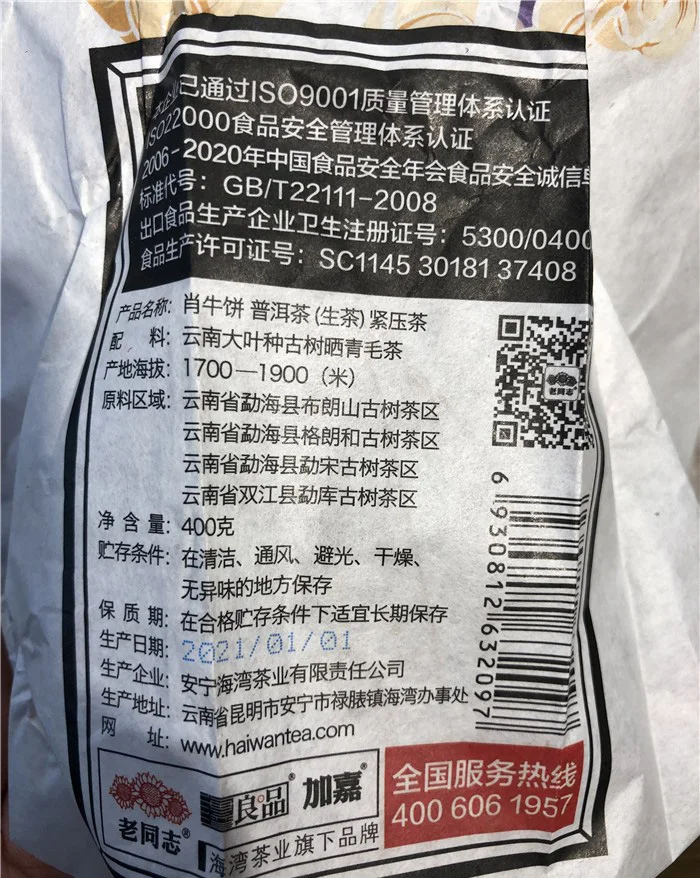 已通过ISO9001质量管理体系认证
ISO22000食品安全管理体系认证
2006-2020年中国食品安全年会食品安全诚信单
标准代号：GB/T22111-2008
出口食品生产企业卫生注册证号：5300/0400
食品生产许可证号：SC1145 30181 37408
产品名称：肖牛饼 普洱茶(生茶)紧压茶
配 料：云南大叶种古树晒青毛茶
产地海拔：1700—1900（米）
原料区域：云南省勐海县布朗山古树茶区
云南省勐海县格朗和古树茶区
云南省勐海县勐宋古树茶区
云南省双江县勐库古树茶区
净 含 量：400克
贮存条件：在清洁、通风、避光、干燥、
无异味的地方保存
保 质 期：在合格贮存条件下适宜长期保存
生产日期：2021/01/01
生产企业：安宁海湾茶业有限责任公司
生产地址：云南省昆明市安宁市禄脿镇海湾办事处
网 址：www.haiwantea.com
老同志
6 930812 632097
老同志®
良品®
加嘉®
海湾茶业旗下品牌
全国服务热线
400 606 1957